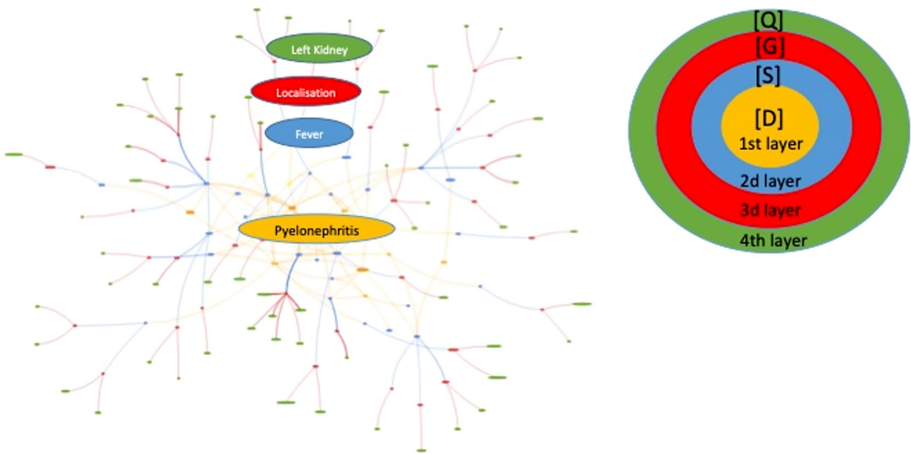 Left Kidney
Localisation
Fever
Pyelonephritis
[Q]
[G]
[S]
[D]
1st layer
2d layer
3d layer
4th layer